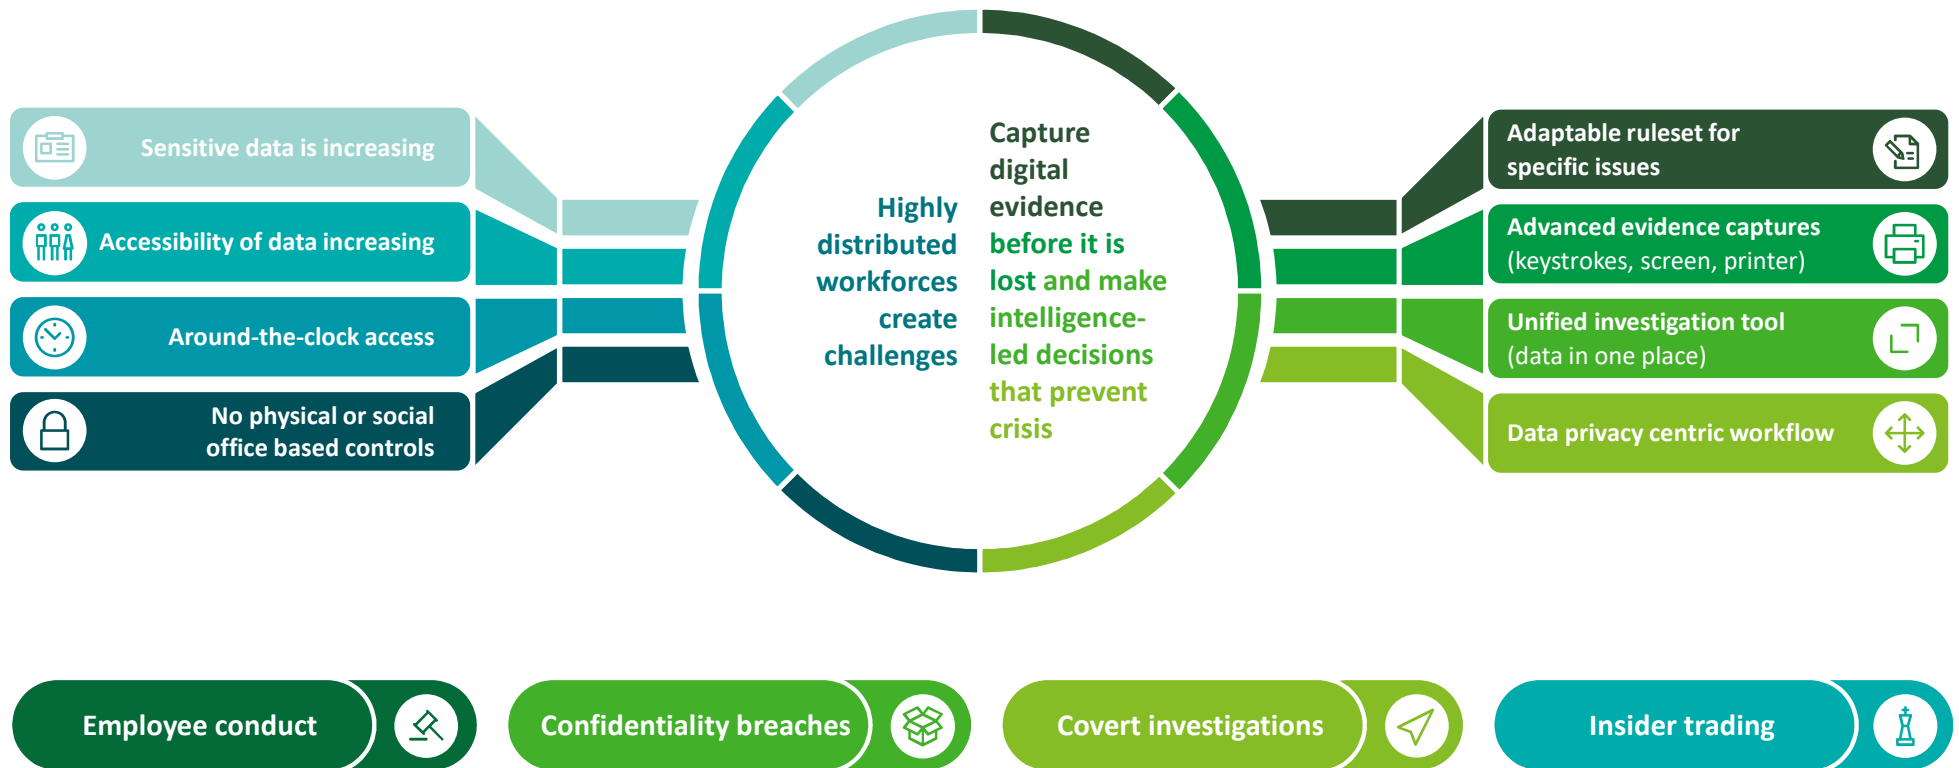 Sensitive data is increasing
Accessibility of data increasing
Around-the-clock access
No physical or social
office based controls
Highly
distributed
workforces
create
challenges
Capture
digital
evidence
before it is
lost and make
intelligence-
led decisions
that prevent
crisis
Adaptable ruleset for
specific issues
Advanced evidence captures
(keystrokes, screen, printer)
Unified investigation tool
(data in one place)
Data privacy centric workflow
Employee conduct
Confidentiality breaches
Covert investigations
Insider trading